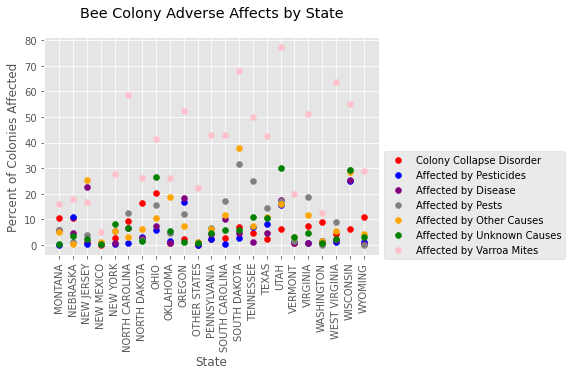 Bee Colony Adverse Affects by State
Percent of Colonies Affected
80
70
60
50
40
30
20
10
0
MONTANA
NEBRASKA
NEW JERSEY
NEW MEXICO
NEW YORK
NORTH CAROLINA
NORTH DAKOTA
OHIO
OKLAHOMA
OREGON
OTHER STATES
PENNSYLVANIA
SOUTH CAROLINA
SOUTH DAKOTA
TENNESSEE
TEXAS
UTAH
VERMONT
VIRGINIA
WASHINGTON
WEST VIRGINIA
WISCONSIN
WYOMING
State
Colony Collapse Disorder
Affected by Pesticides
Affected by Disease
Affected by Pests
Affected by Other Causes
Affected by Unknown Causes
Affected by Varroa Mites